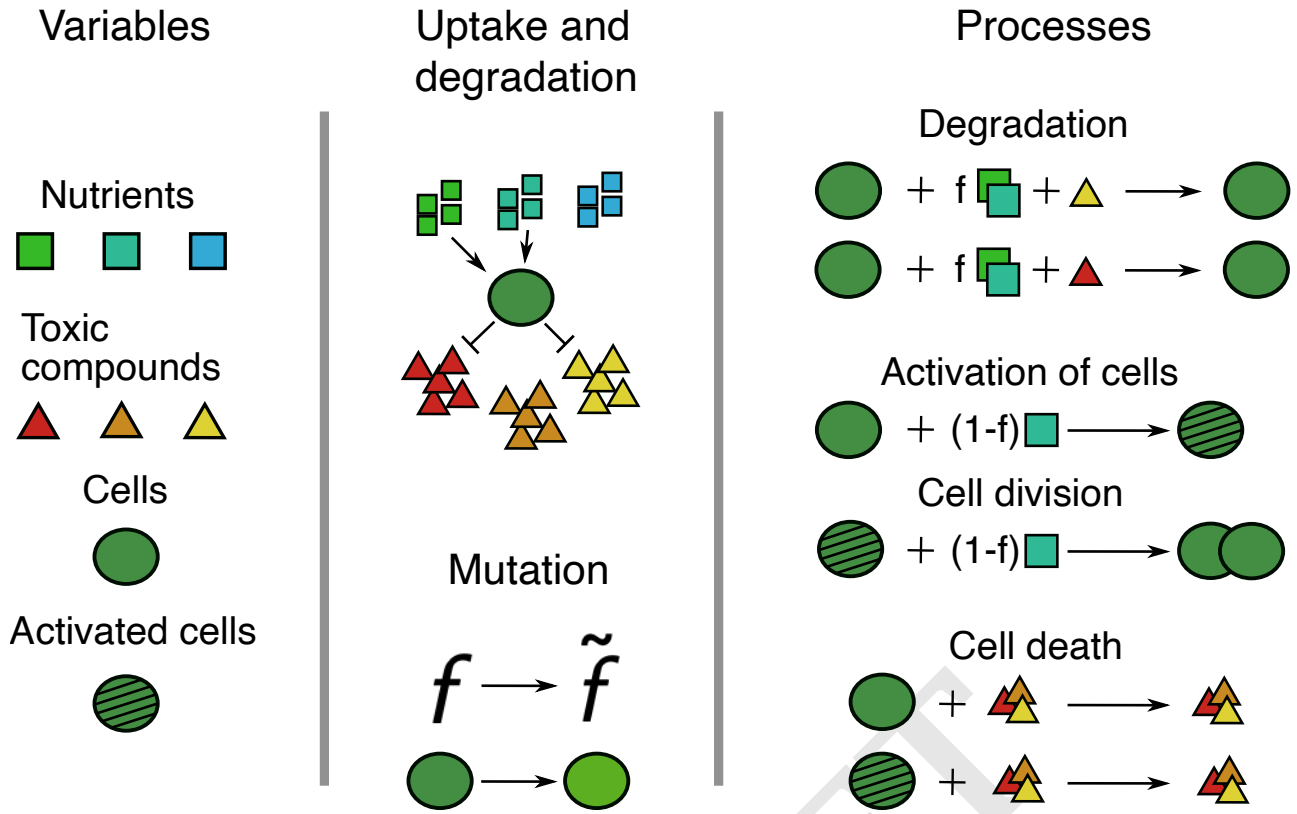 Variables
Nutrients
Toxic
compounds
Cells
Activated cells
Uptake and
degradation
Mutation
f
f̃
Processes
Degradation
+ f +
+ f +
Activation of cells
+ (1-f)
Cell division
+ (1-f)
Cell death
+
+